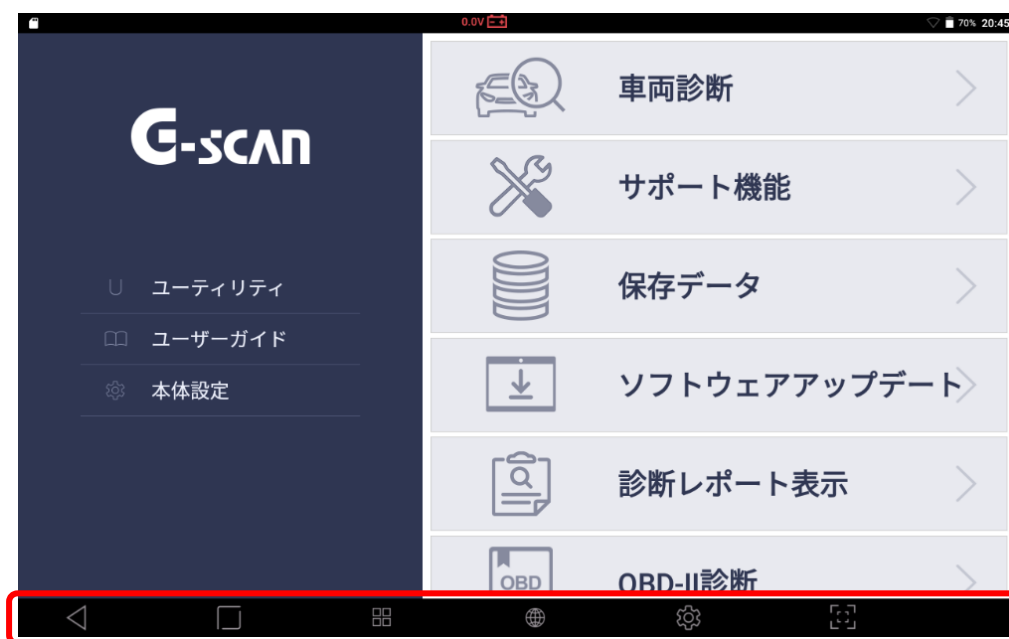 0.0V
70% 20:45
G-scan
ユーティリティ
ユーザーガイド
本体設定
車両診断
サポート機能
保存データ
ソフトウェアアップデート
診断レポート表示
OBD
OBD-II診断